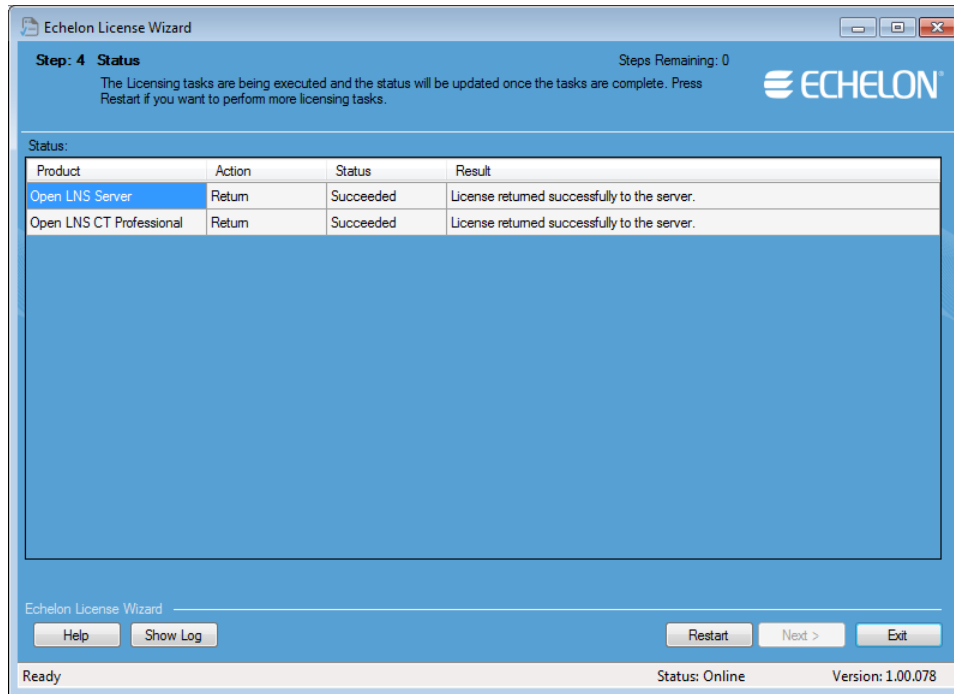 Echelon License Wizard
Step: 4 Status
Steps Remaining: 0
The Licensing tasks are being executed and the status will be updated once the tasks are complete. Press
Restart if you want to perform more licensing tasks.
ECHELON
Status:
Product Action Status Result
Open LNS Server Return Succeeded License returned successfully to the server.
Open LNS CT Professional Return Succeeded License returned successfully to the server.
Echelon License Wizard
Help Show Log Restart Next > Exit
Ready Status: Online Version: 1.00.078